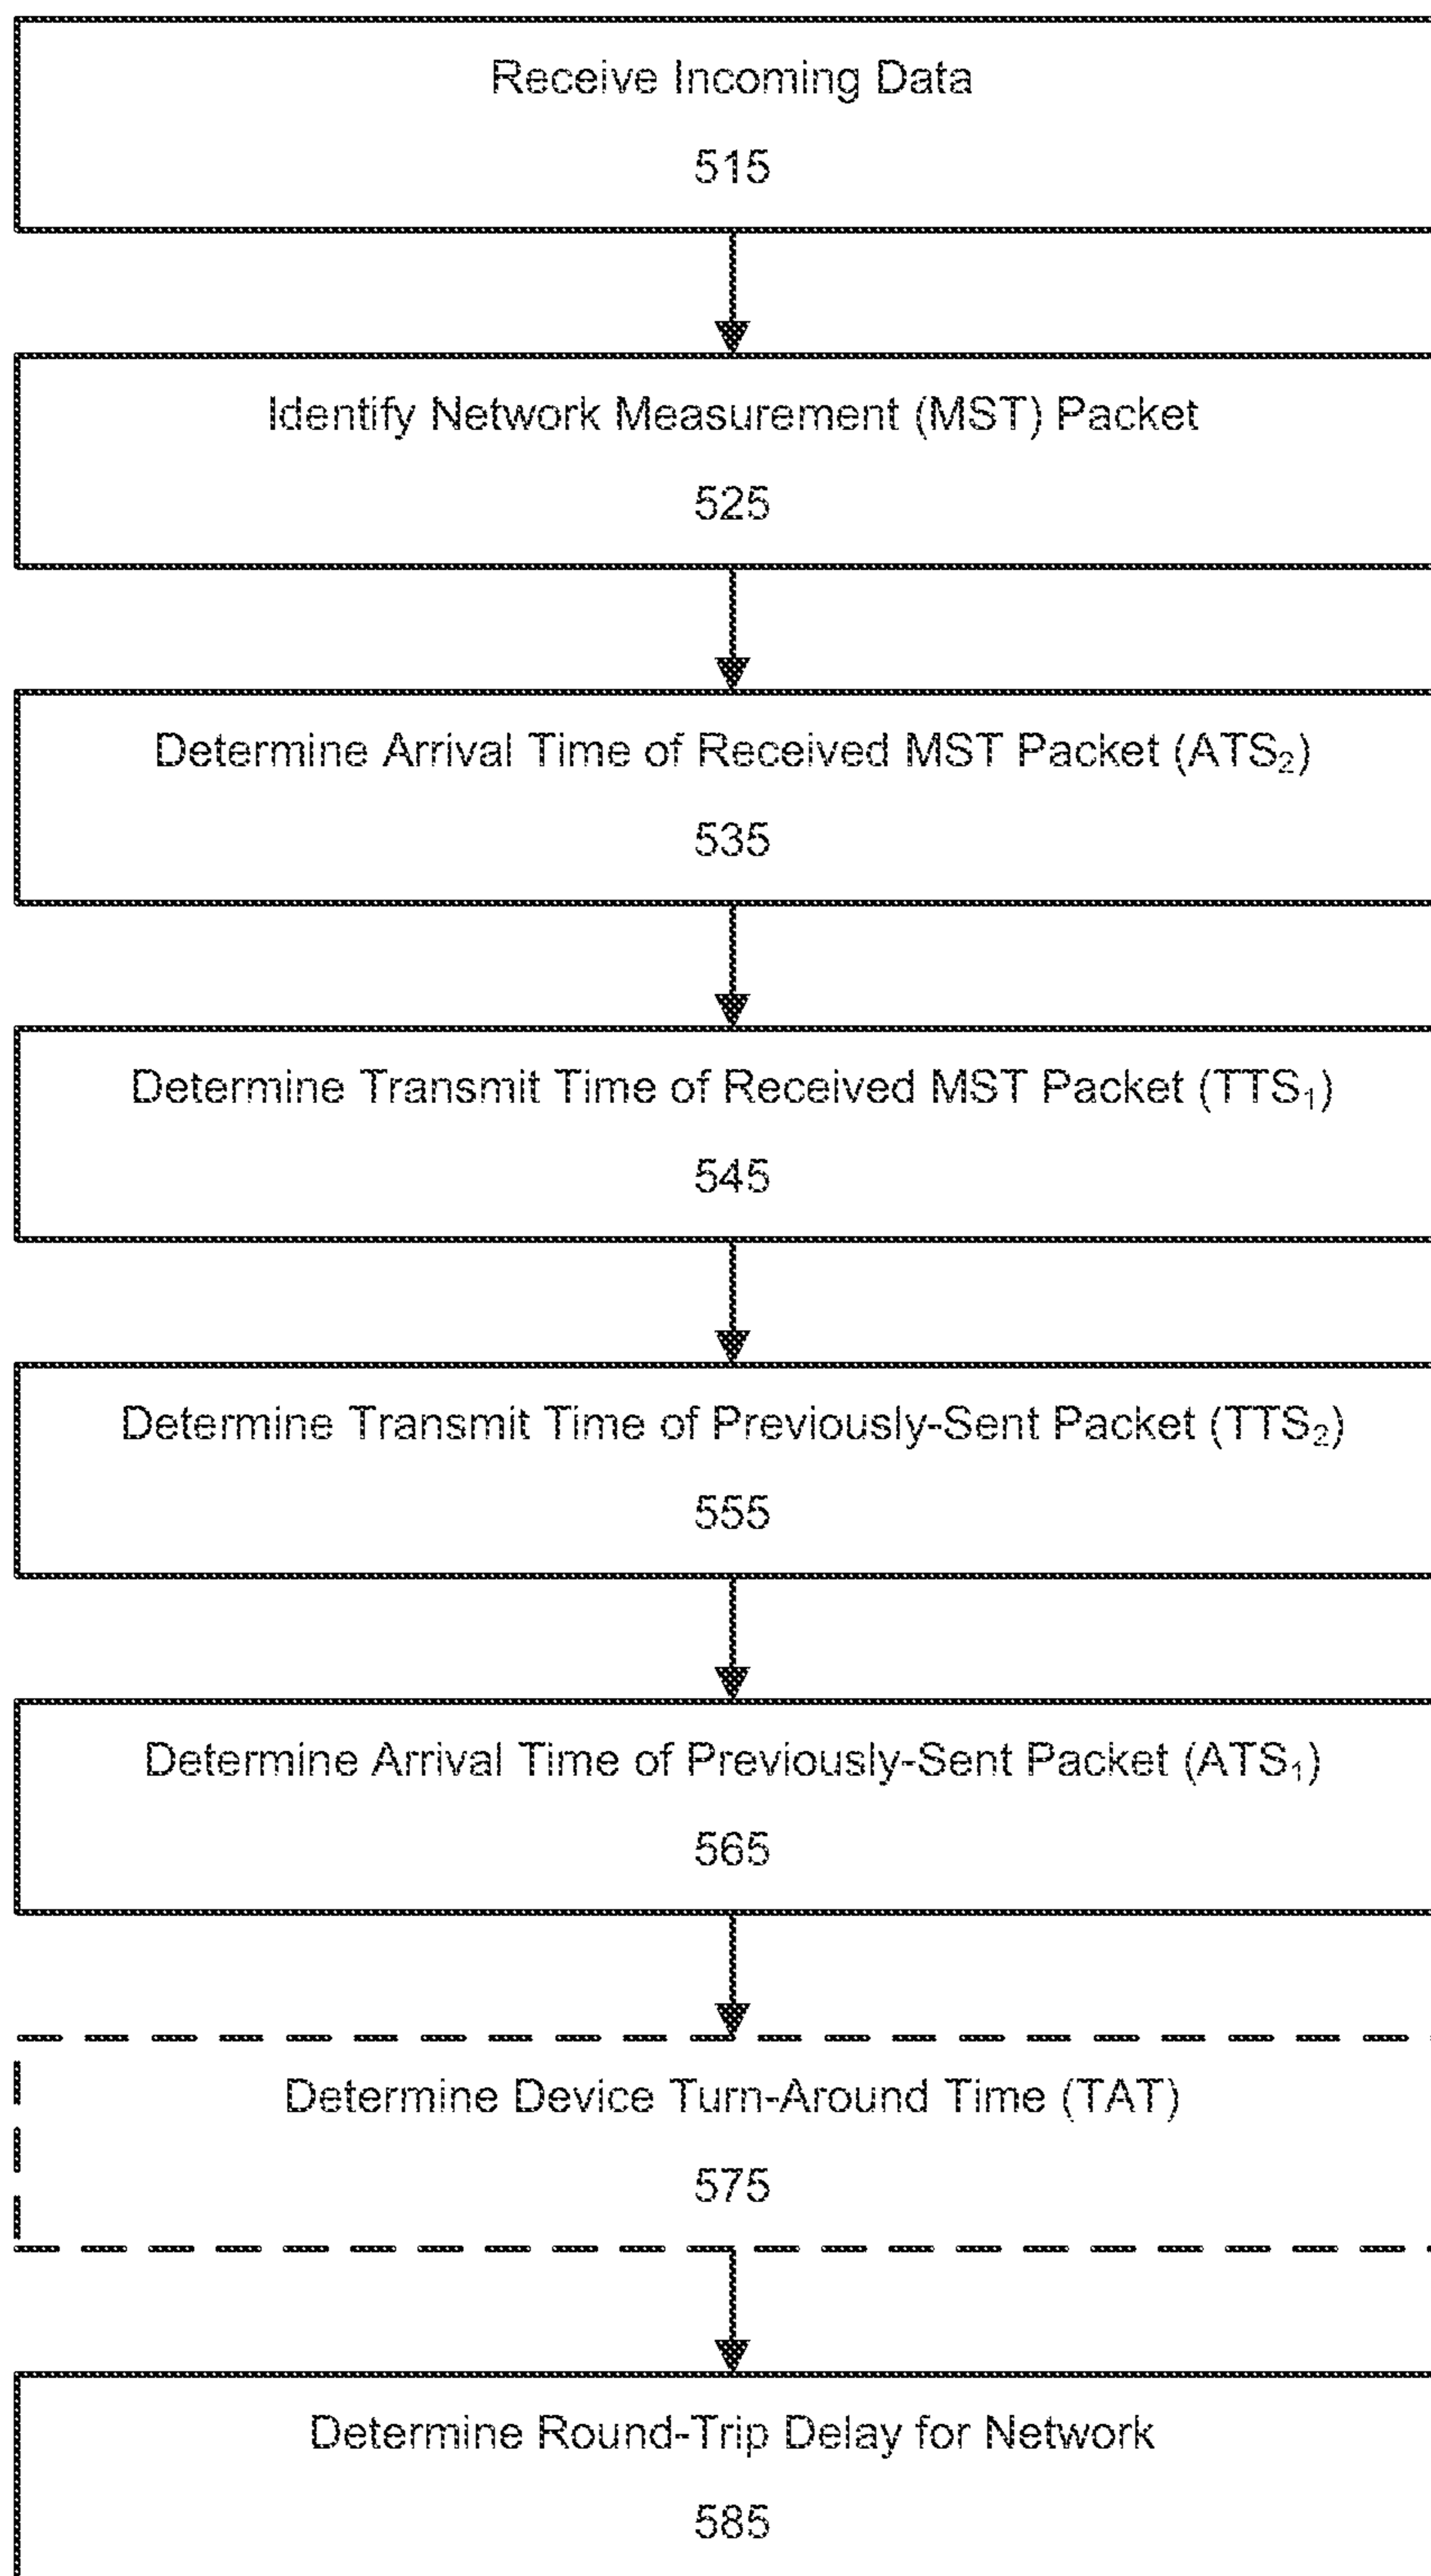 Receive Incoming Data
515
Identify Network Measurement (MST) Packet
525
Determine Arrival Time of Received MST Packet (ATS₂)
535
Determine Transmit Time of Received MST Packet (TTS₁)
545
Determine Transmit Time of Previously-Sent Packet (TTS₂)
555
Determine Arrival Time of Previously-Sent Packet (ATS₁)
565
Determine Device Turn-Around Time (TAT)
575
Determine Round-Trip Delay for Network
585